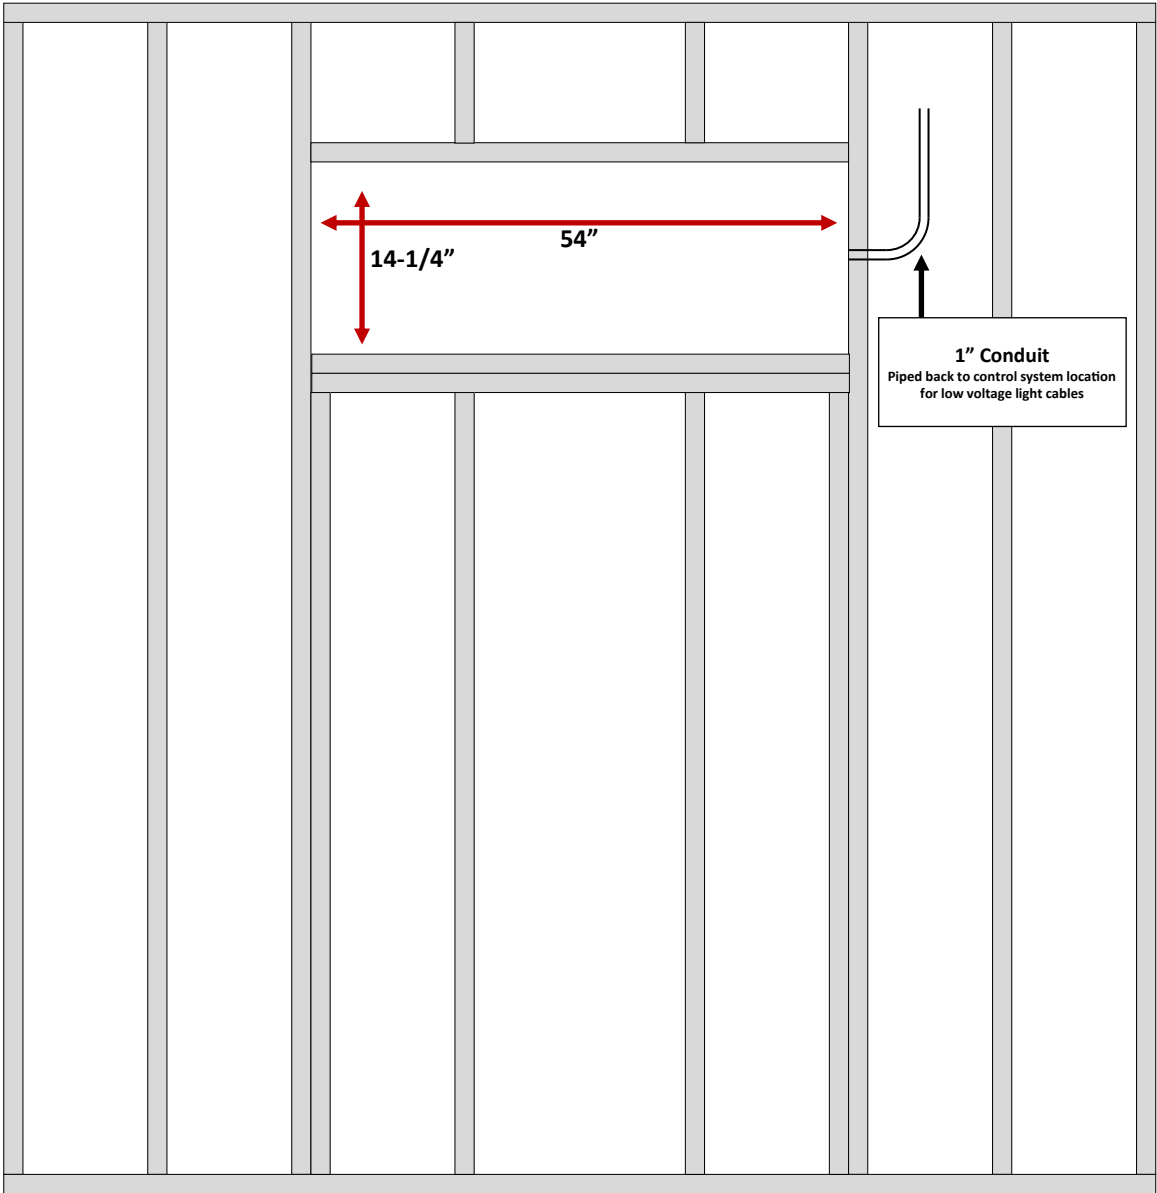 54”
14-1/4”
1” Conduit
Piped back to control system location
for low voltage light cables